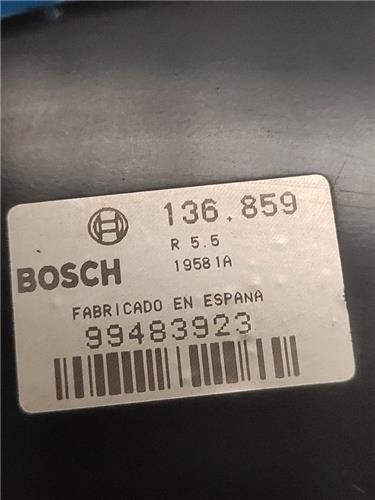 136.859
R 5.5
BOSCH
19581A
FABRICADO EN ESPANA
99483923